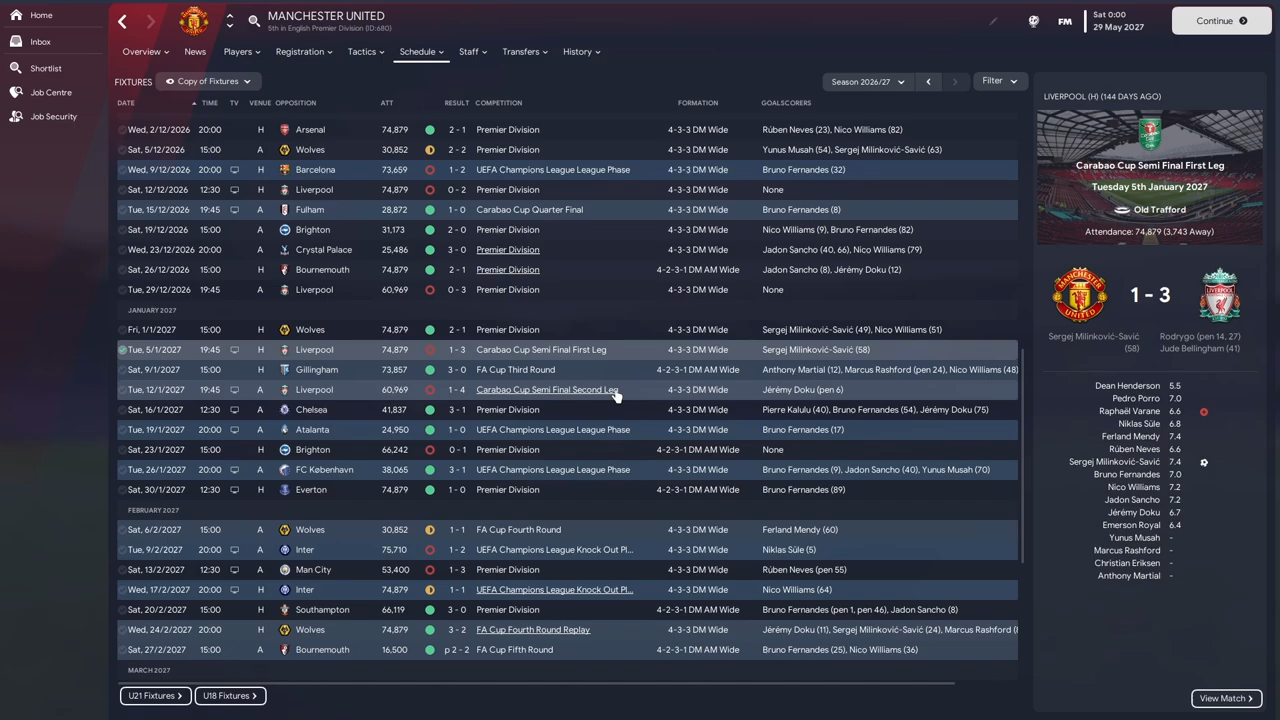 Home
Inbox
Shortlist
Job Centre
Job Security
MANCHESTER UNITED
5th in English Premier Division (ID:680)
FM
Sat 0:00
29 May 2027
Continue
Overview News Players Registration Tactics Schedule Staff Transfers History
FIXTURES Copy of Fixtures Season 2026/27 Filter
DATE TIME TV VENUE OPPOSITION ATT RESULT COMPETITION FORMATION GOALSCORERS
Wed, 2/12/2026 20:00 H Arsenal 74,879 2 - 1 Premier Division 4-3-3 DM Wide Rúben Neves (23), Nico Williams (82)
Sat, 5/12/2026 15:00 A Wolves 30,852 2 - 2 Premier Division 4-3-3 DM Wide Yunus Musah (54), Sergej Milinković-Savić (63)
Wed, 9/12/2026 20:00 H Barcelona 73,659 1 - 2 UEFA Champions League League Phase 4-3-3 DM Wide Bruno Fernandes (32)
Sat, 12/12/2026 12:30 H Liverpool 74,879 0 - 2 Premier Division 4-3-3 DM Wide None
Tue, 15/12/2026 19:45 A Fulham 28,872 1 - 0 Carabao Cup Quarter Final 4-3-3 DM Wide Bruno Fernandes (8)
Sat, 19/12/2026 15:00 A Brighton 31,173 2 - 0 Premier Division 4-3-3 DM Wide Nico Williams (9), Bruno Fernandes (82)
Wed, 23/12/2026 20:00 A Crystal Palace 25,486 3 - 0 Premier Division 4-3-3 DM Wide Jadon Sancho (40, 66), Nico Williams (79)
Sat, 26/12/2026 15:00 H Bournemouth 74,879 2 - 1 Premier Division 4-2-3-1 DM AM Wide Jadon Sancho (8), Jérémy Doku (12)
Tue, 29/12/2026 19:45 A Liverpool 60,969 0 - 3 Premier Division 4-3-3 DM Wide None
JANUARY 2027
Fri, 1/1/2027 15:00 H Wolves 74,879 2 - 1 Premier Division 4-3-3 DM Wide Sergej Milinković-Savić (49), Nico Williams (51)
Tue, 5/1/2027 19:45 H Liverpool 74,879 1 - 3 Carabao Cup Semi Final First Leg 4-3-3 DM Wide Sergej Milinković-Savić (58)
Sat, 9/1/2027 15:00 H Gillingham 73,857 3 - 0 FA Cup Third Round 4-2-3-1 DM AM Wide Anthony Martial (12), Marcus Rashford (pen 24), Nico Williams (48)
Tue, 12/1/2027 19:45 A Liverpool 60,969 1 - 4 Carabao Cup Semi Final Second Leg 4-3-3 DM Wide Jérémy Doku (pen 6)
Sat, 16/1/2027 12:30 A Chelsea 41,837 3 - 1 Premier Division 4-3-3 DM Wide Pierre Kalulu (40), Bruno Fernandes (54), Jérémy Doku (75)
Tue, 19/1/2027 20:00 A Atalanta 24,950 1 - 0 UEFA Champions League League Phase 4-3-3 DM Wide Bruno Fernandes (17)
Sat, 23/1/2027 15:00 H Brighton 66,242 0 - 1 Premier Division 4-2-3-1 DM AM Wide None
Tue, 26/1/2027 20:00 A FC København 38,065 3 - 1 UEFA Champions League League Phase 4-3-3 DM Wide Bruno Fernandes (9), Jadon Sancho (40), Yunus Musah (70)
Sat, 30/1/2027 12:30 H Everton 74,879 1 - 0 Premier Division 4-2-3-1 DM AM Wide Bruno Fernandes (89)
FEBRUARY 2027
Sat, 6/2/2027 15:00 A Wolves 30,852 1 - 1 FA Cup Fourth Round 4-3-3 DM Wide Ferland Mendy (60)
Tue, 9/2/2027 20:00 A Inter 75,710 1 - 2 UEFA Champions League Knock Out Pl... 4-3-3 DM Wide Niklas Süle (5)
Sat, 13/2/2027 12:30 A Man City 53,400 1 - 3 Premier Division 4-3-3 DM Wide Rúben Neves (pen 55)
Wed, 17/2/2027 20:00 H Inter 74,879 1 - 1 UEFA Champions League Knock Out Pl... 4-3-3 DM Wide Nico Williams (64)
Sat, 20/2/2027 15:00 H Southampton 66,119 3 - 0 Premier Division 4-2-3-1 DM AM Wide Bruno Fernandes (pen 1, pen 46), Jadon Sancho (8)
Wed, 24/2/2027 20:00 H Wolves 74,879 3 - 2 FA Cup Fourth Round Replay 4-3-3 DM Wide Jérémy Doku (11), Sergej Milinković-Savić (24), Marcus Rashford (
Sat, 27/2/2027 15:00 A Bournemouth 16,500 p 2 - 2 FA Cup Fifth Round 4-2-3-1 DM AM Wide Bruno Fernandes (25), Nico Williams (36)
MARCH 2027
U21 Fixtures U18 Fixtures
LIVERPOOL (H) (144 DAYS AGO)
Carabao Cup Semi Final First Leg
Tuesday 5th January 2027
Old Trafford
Attendance: 74,879 (3,743 Away)
1 - 3
Sergej Milinković-Savić (58)
Rodrygo (pen 14, 27)
Jude Bellingham (41)
Dean Henderson 5.5
Pedro Porro 7.0
Raphaël Varane 6.6
Niklas Süle 6.8
Ferland Mendy 7.4
Rúben Neves 6.6
Sergej Milinković-Savić 7.4
Bruno Fernandes 7.0
Nico Williams 7.2
Jadon Sancho 7.2
Jérémy Doku 6.7
Emerson Royal 6.4
Yunus Musah -
Marcus Rashford -
Christian Eriksen -
Anthony Martial -
View Match